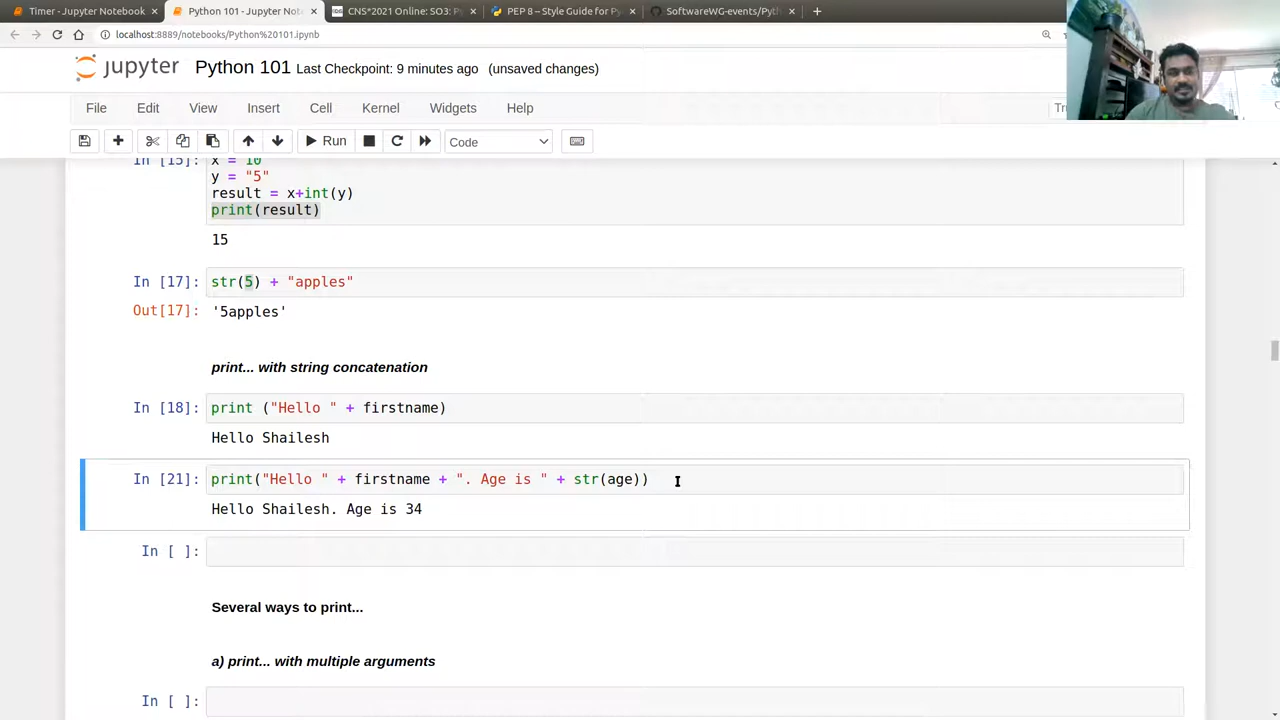 Timer - Jupyter Notebook
Python 101 - Jupyter Notebook
CNS*2021 Online: SO3:
PEP 8 – Style Guide for Py
SoftwareWG-events/Pyth
localhost:8889/notebooks/Python%20101.ipynb
jupyter Python 101 Last Checkpoint: 9 minutes ago (unsaved changes)
File Edit View Insert Cell Kernel Widgets Help
Run Code
In [15]: x = 10
y = "5"
result = x+int(y)
print(result)
15
In [17]: str(5) + "apples"
Out[17]: '5apples'
print... with string concatenation
In [18]: print ("Hello " + firstname)
Hello Shailesh
In [21]: print("Hello " + firstname + ". Age is " + str(age))
Hello Shailesh. Age is 34
In [ ]:
Several ways to print...
a) print... with multiple arguments
In [ ]: